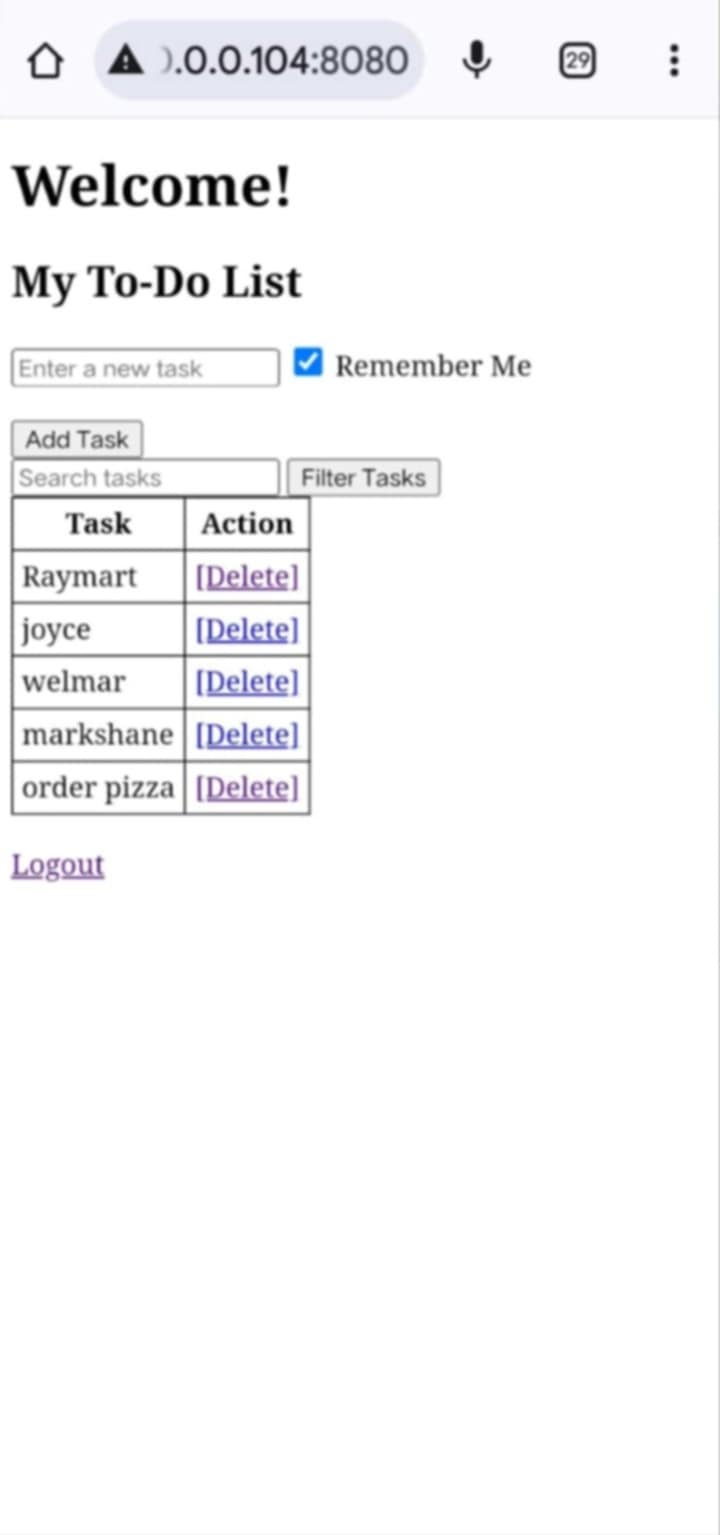 .0.0.104:8080
29
Welcome!
My To-Do List
Enter a new task Remember Me
Add Task
Search tasks Filter Tasks
Task Action
Raymart [Delete]
joyce [Delete]
welmar [Delete]
markshane [Delete]
order pizza [Delete]
Logout